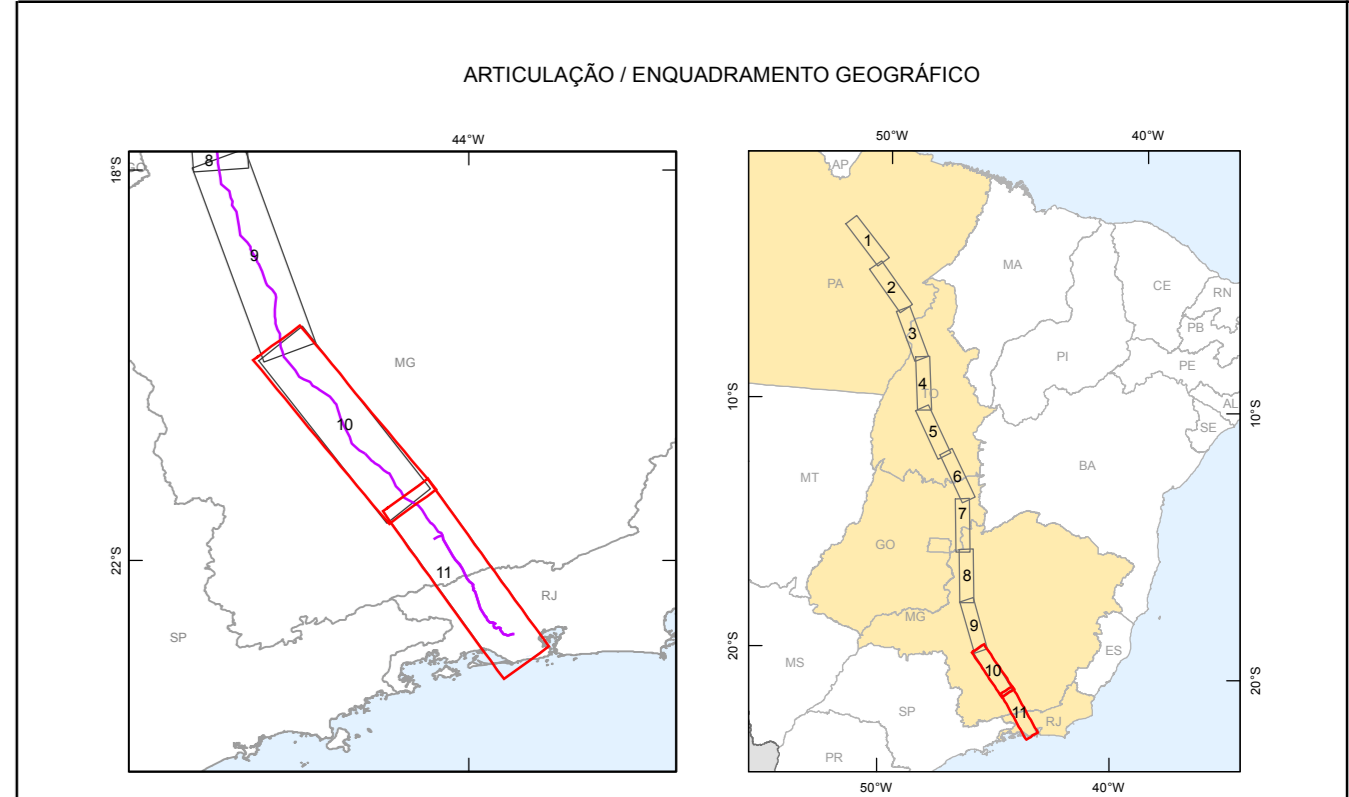 ARTICULAÇÃO / ENQUADRAMENTO GEOGRÁFICO
44°W
18°S
22°S
GO
8
9
MG
10
11
RJ
SP
50°W
40°W
10°S
20°S
10°S
20°S
50°W
40°W
AP
1
PA
2
MA
CE
RN
3
PB
PI
4
PE
TO
AL
5
SE
BA
6
MT
7
GO
8
MG
9
ES
MS
10
SP
11
RJ
PR